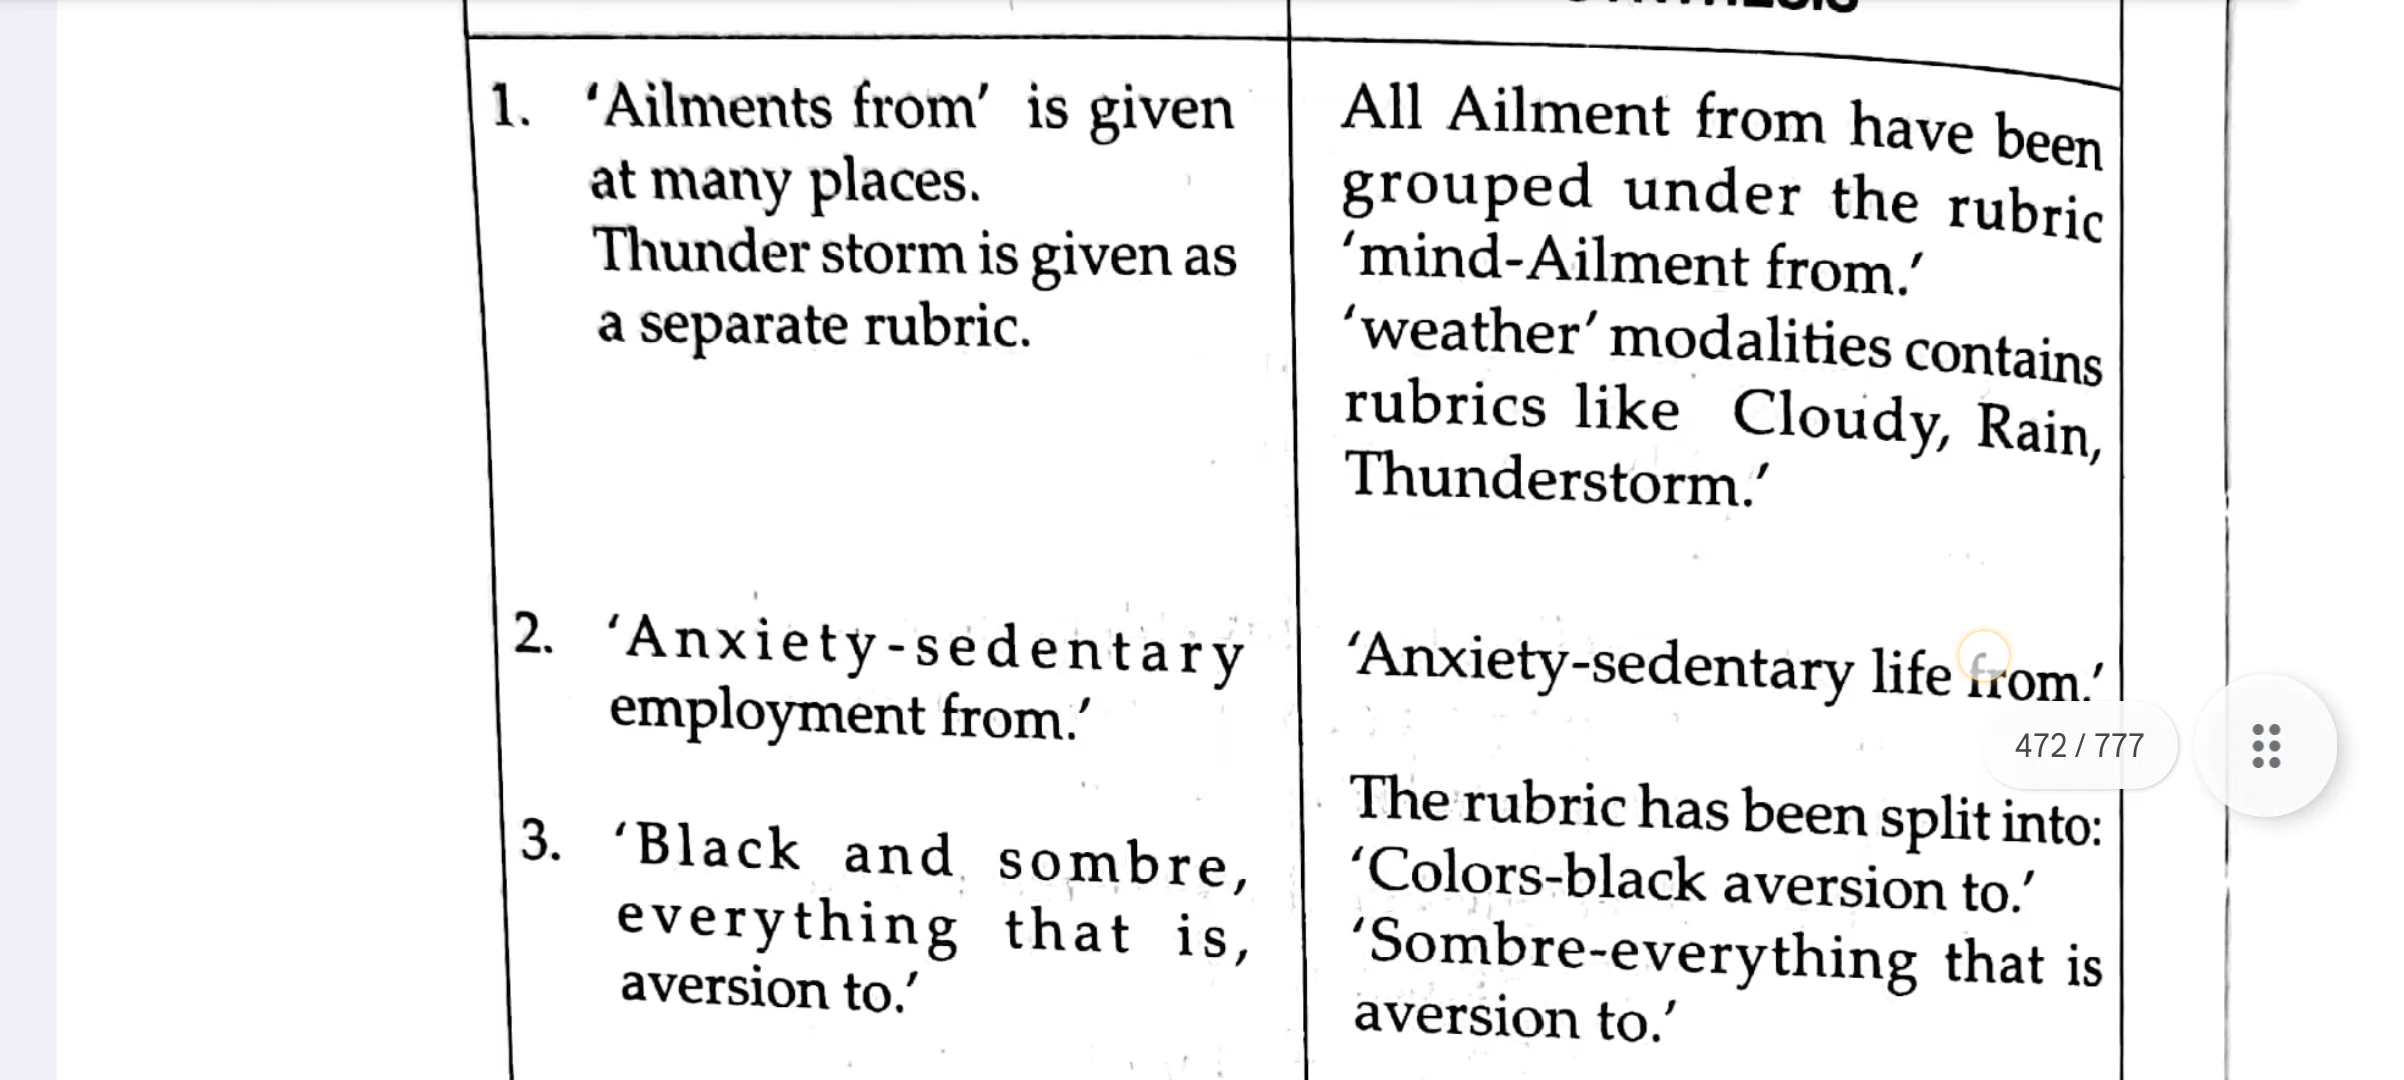 1. 'Ailments from' is given
at many places.
Thunder storm is given as
a separate rubric.
All Ailment from have been
grouped under the rubric
'mind-Ailment from.'
'weather' modalities contains
rubrics like Cloudy, Rain,
Thunderstorm.'
2. 'Anxiety-sedentary
employment from.'
'Anxiety-sedentary life from.'
472 / 777
3. 'Black and sombre,
everything that is,
aversion to.'
The rubric has been split into:
'Colors-black aversion to.'
'Sombre-everything that is
aversion to.'